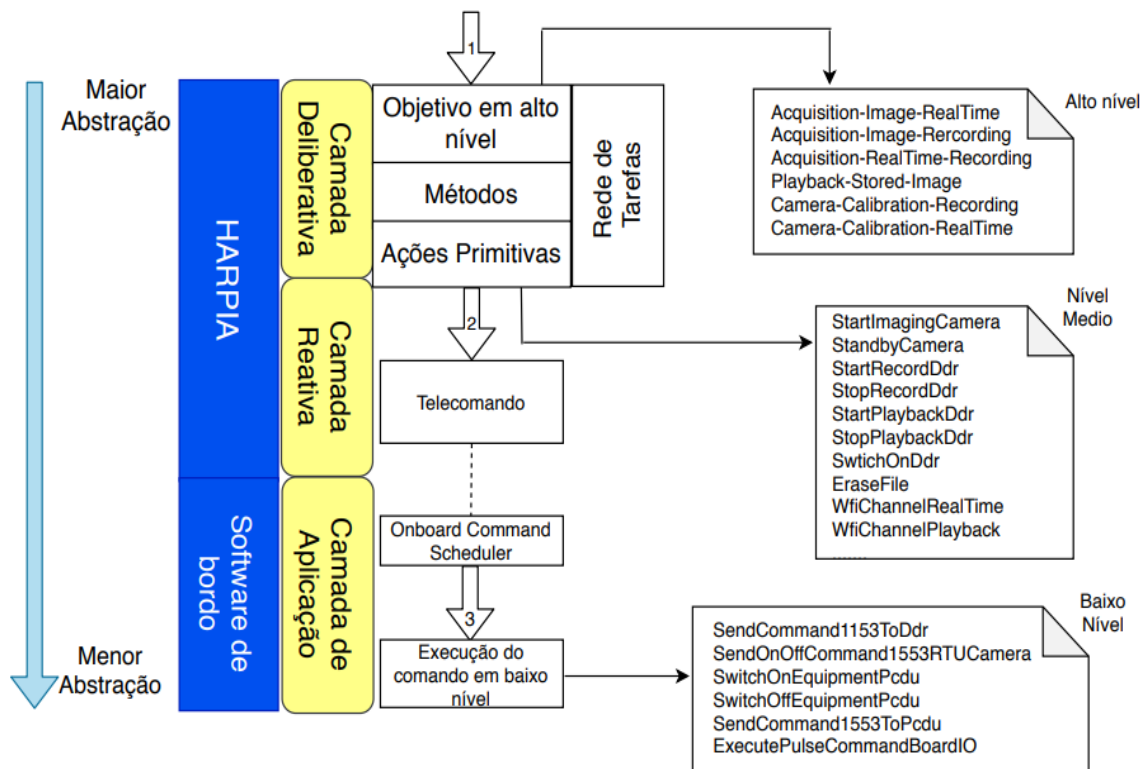 Maior
Abstração
Menor
Abstração
HARPIA
Software de
bordo
Camada
Deliberativa
Camada
Reativa
Camada de
Aplicação
1
Objetivo em alto
nível
Métodos
Ações Primitivas
Rede de
Tarefas
2
Telecomando
Onboard Command
Scheduler
3
Execução do
comando em baixo
nível
Alto nível
Acquisition-Image-RealTime
Acquisition-Image-Rercording
Acquisition-RealTime-Recording
Playback-Stored-Image
Camera-Calibration-Recording
Camera-Calibration-RealTime
Nível
Medio
StartImagingCamera
StandbyCamera
StartRecordDdr
StopRecordDdr
StartPlaybackDdr
StopPlaybackDdr
SwtichOnDdr
EraseFile
WfiChannelRealTime
WfiChannelPlayback
.......
Baixo
Nível
SendCommand1153ToDdr
SendOnOffCommand1553RTUCamera
SwitchOnEquipmentPcdu
SwitchOffEquipmentPcdu
SendCommand1553ToPcdu
ExecutePulseCommandBoardIO